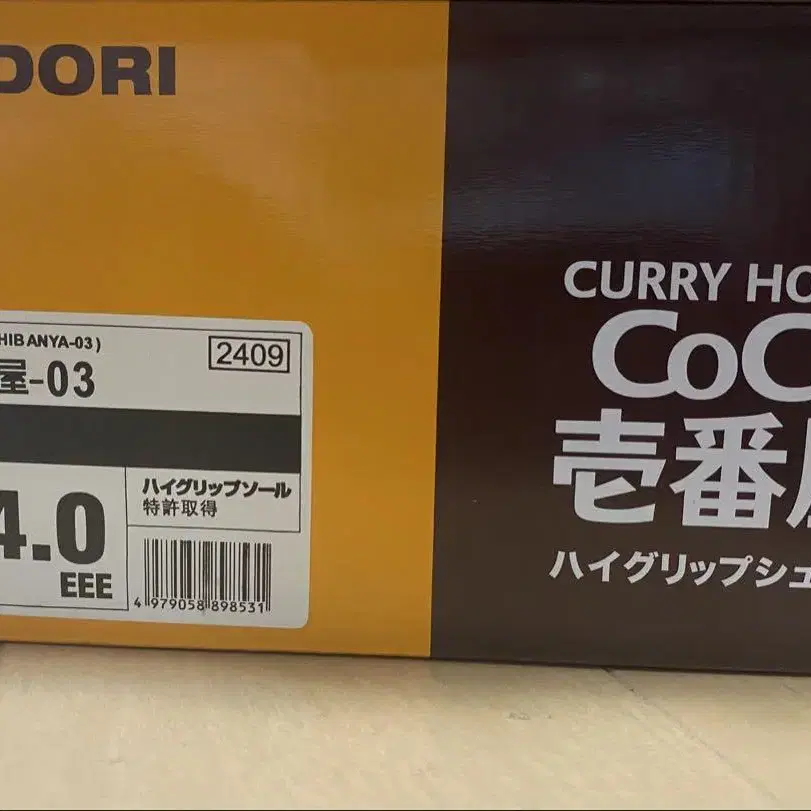 DORI
HIBANYA-03)
屋-03
2409
4.0
EEE
ハイグリップソール
特許取得
4 979058 898531
CURRY HO
CoC
壱番屋
ハイグリップシュ